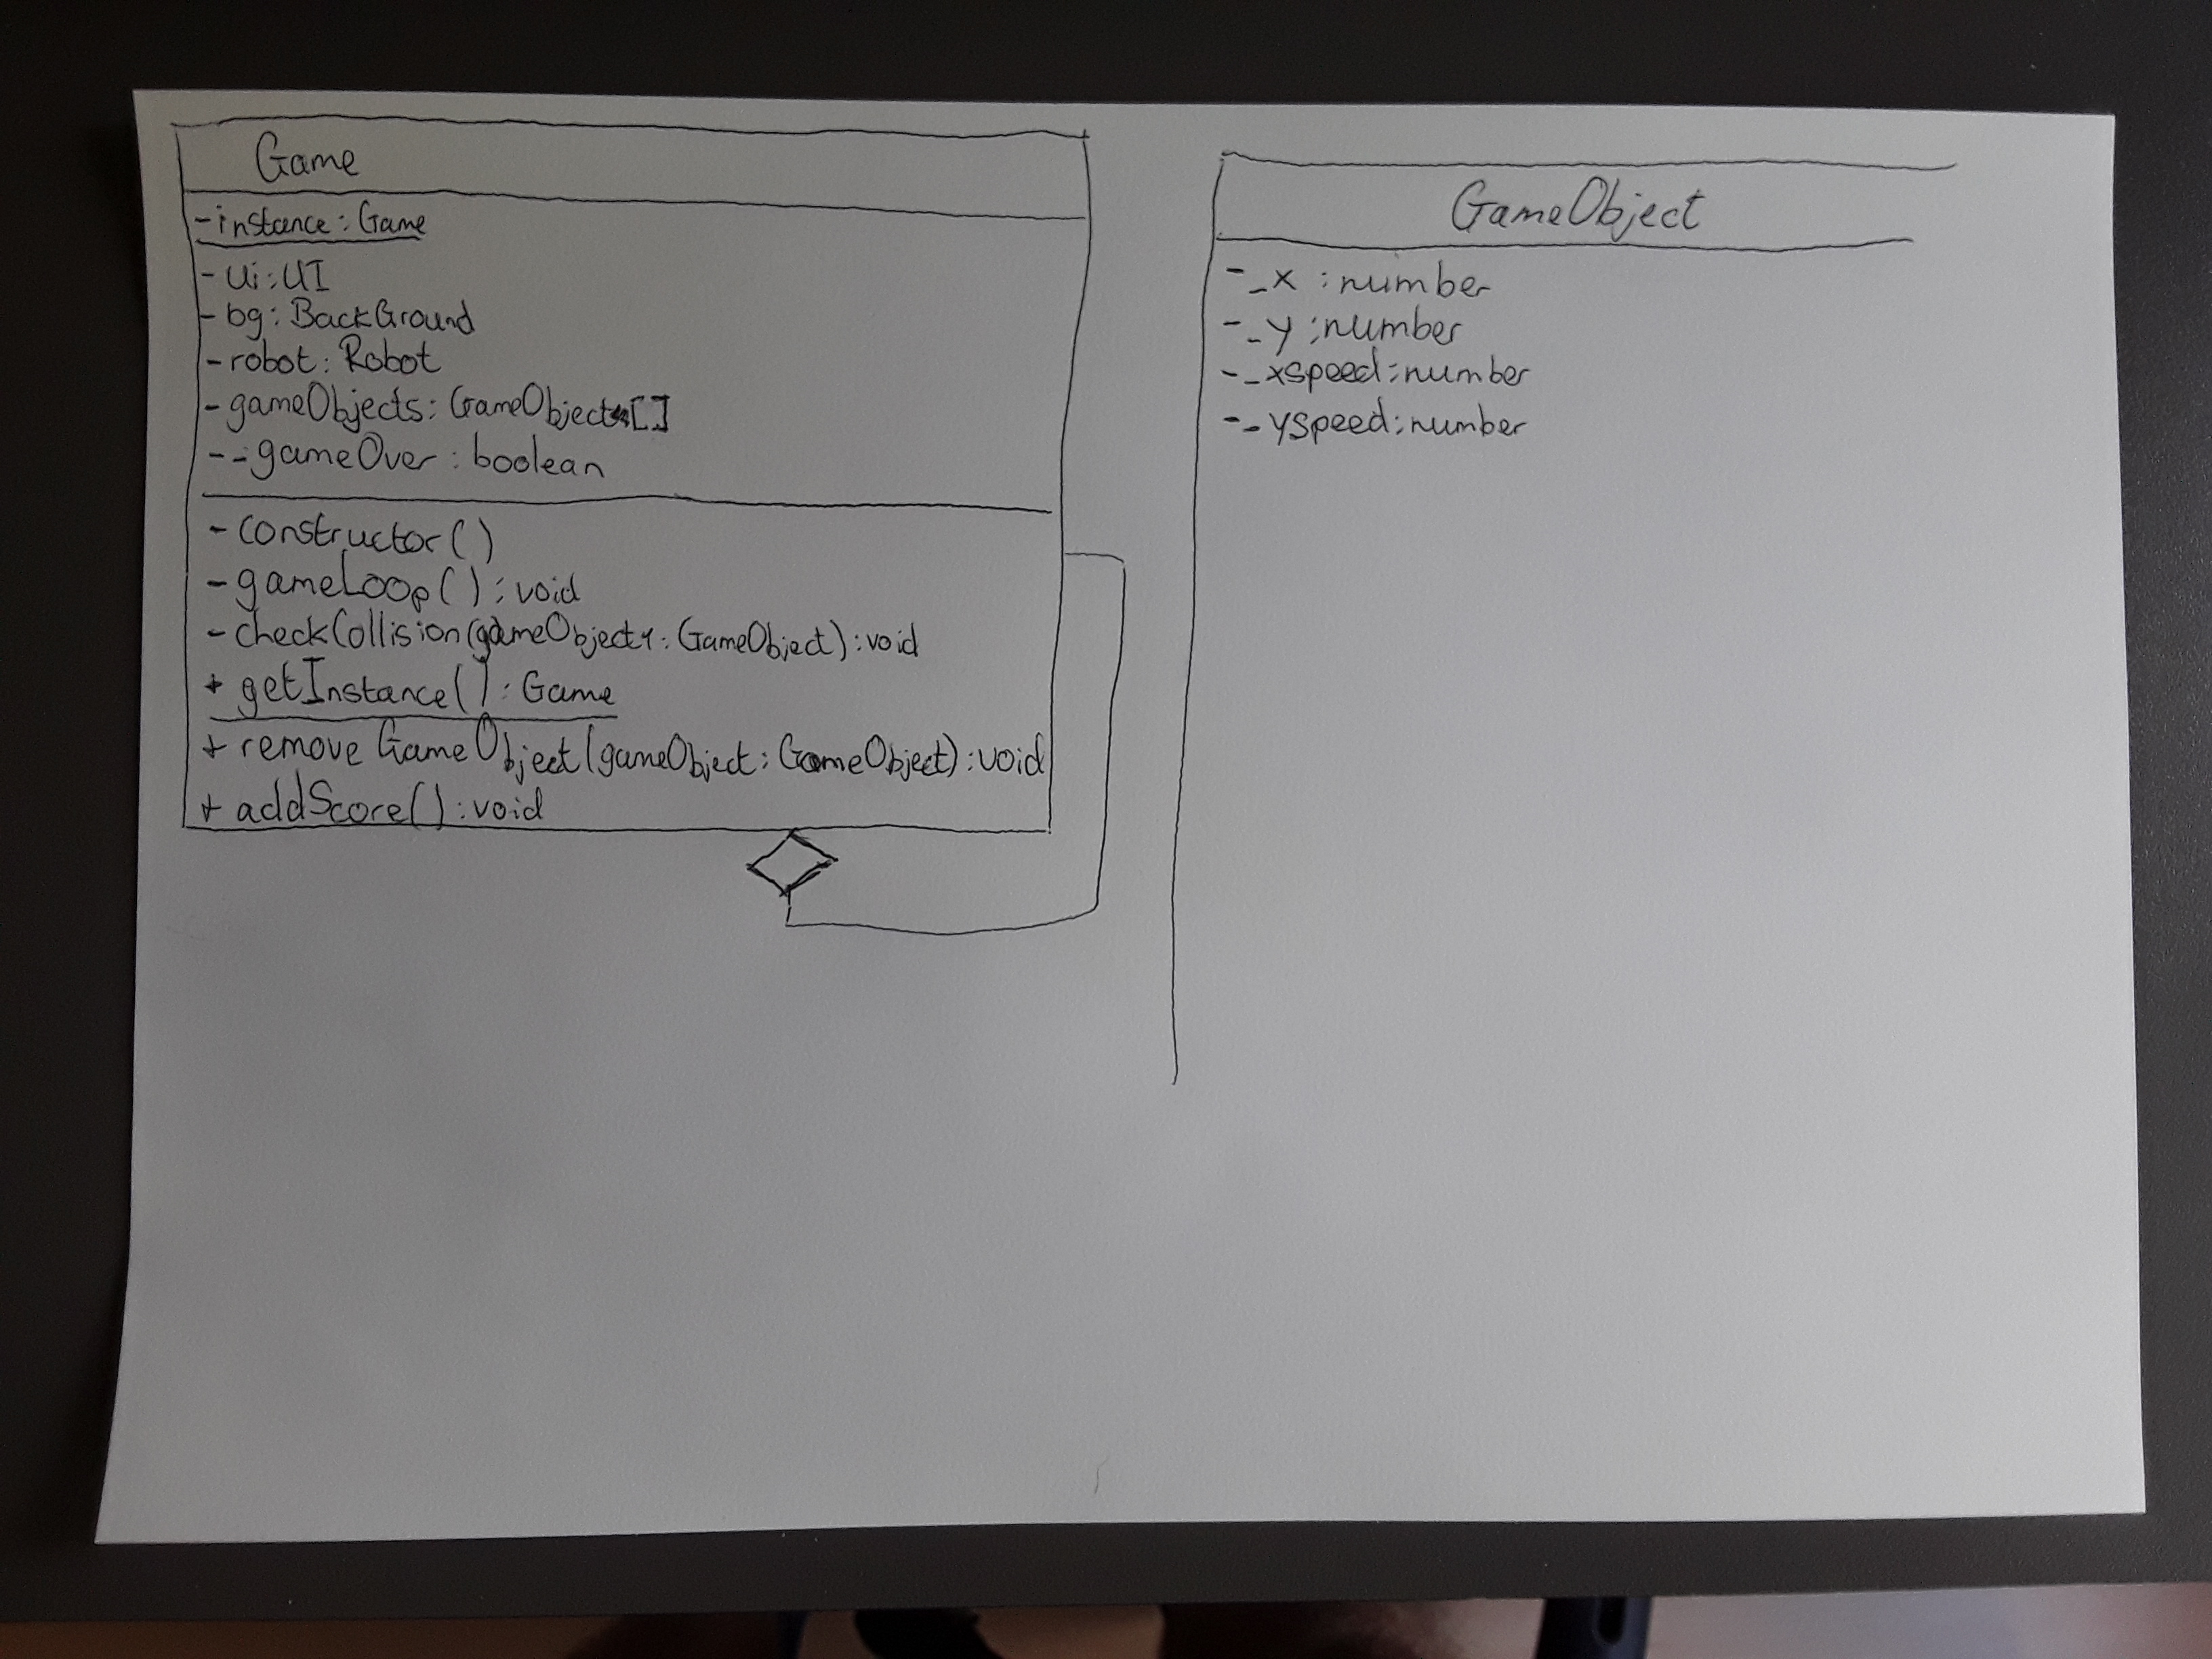 Game
- instance : Game
- ui : UI
- bg : BackGround
- robot : Robot
- gameObjects : GameObject[]
- _gameOver : boolean
- constructor()
- gameLoop() : void
- checkCollision(gameObject1 : GameObject) : void
+ getInstance() : Game
+ removeGameObject(gameObject : GameObject) : void
+ addScore() : void
GameObject
- _x : number
- _y : number
- _xspeed : number
- _yspeed : number